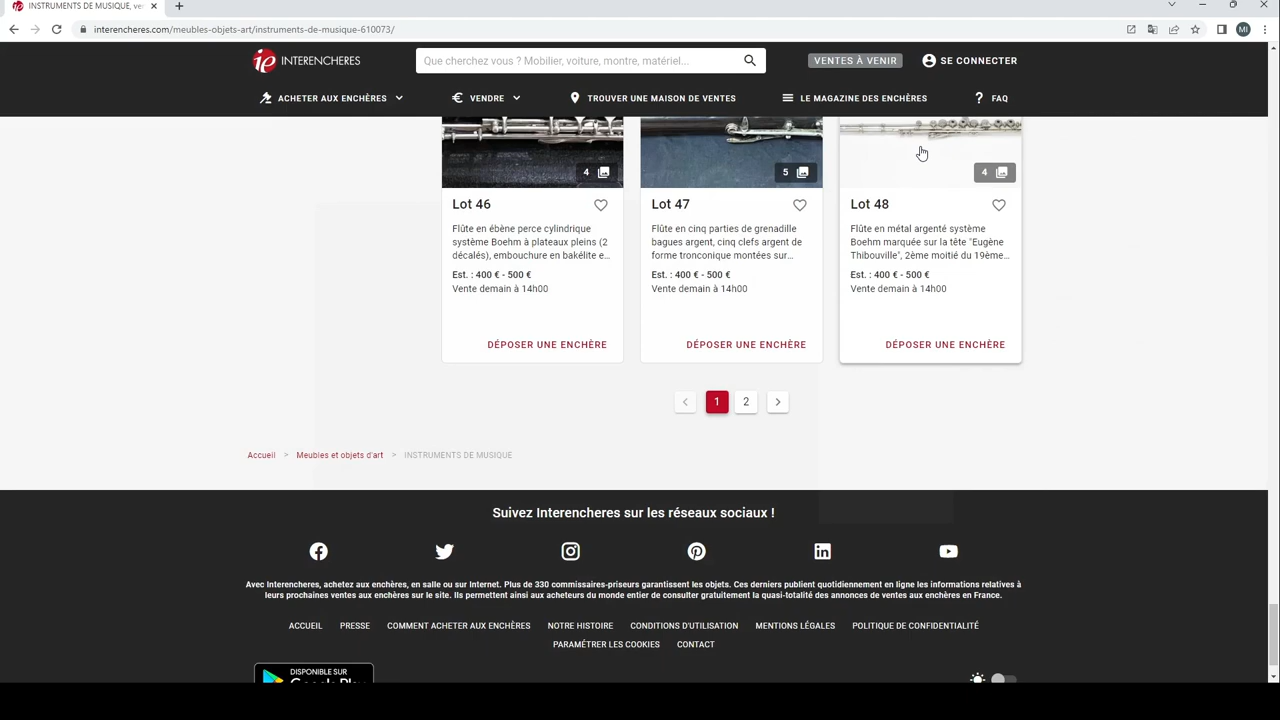 INSTRUMENTS DE MUSIQUE, ve
interencheres.com/meubles-objets-art/instruments-de-musique-610073/
MI
ie INTERENCHERES
Que cherchez vous ? Mobilier, voiture, montre, matériel...
VENTES À VENIR
SE CONNECTER
ACHETER AUX ENCHÈRES
VENDRE
TROUVER UNE MAISON DE VENTES
LE MAGAZINE DES ENCHÈRES
FAQ
4
5
4
Lot 46
Flûte en ébène perce cylindrique
système Boehm à plateaux pleins (2
décalés), embouchure en bakélite e...
Est. : 400 € - 500 €
Vente demain à 14h00
DÉPOSER UNE ENCHÈRE
Lot 47
Flûte en cinq parties de grenadille
bagues argent, cinq clefs argent de
forme tronconique montées sur...
Est. : 400 € - 500 €
Vente demain à 14h00
DÉPOSER UNE ENCHÈRE
Lot 48
Flûte en métal argenté système
Boehm marquée sur la tête "Eugène
Thibouville", 2ème moitié du 19ème...
Est. : 400 € - 500 €
Vente demain à 14h00
DÉPOSER UNE ENCHÈRE
1 2
Accueil > Meubles et objets d'art > INSTRUMENTS DE MUSIQUE
Suivez Interencheres sur les réseaux sociaux !
Avec Interencheres, achetez aux enchères, en salle ou sur Internet. Plus de 330 commissaires-priseurs garantissent les objets. Ces derniers publient quotidiennement en ligne les informations relatives à
leurs prochaines ventes aux enchères sur le site. Ils permettent ainsi aux acheteurs du monde entier de consulter gratuitement la quasi-totalité des annonces de ventes aux enchères en France.
ACCUEIL PRESSE COMMENT ACHETER AUX ENCHÈRES NOTRE HISTOIRE CONDITIONS D'UTILISATION MENTIONS LÉGALES POLITIQUE DE CONFIDENTIALITÉ
PARAMÉTRER LES COOKIES CONTACT
DISPONIBLE SUR
Google Play